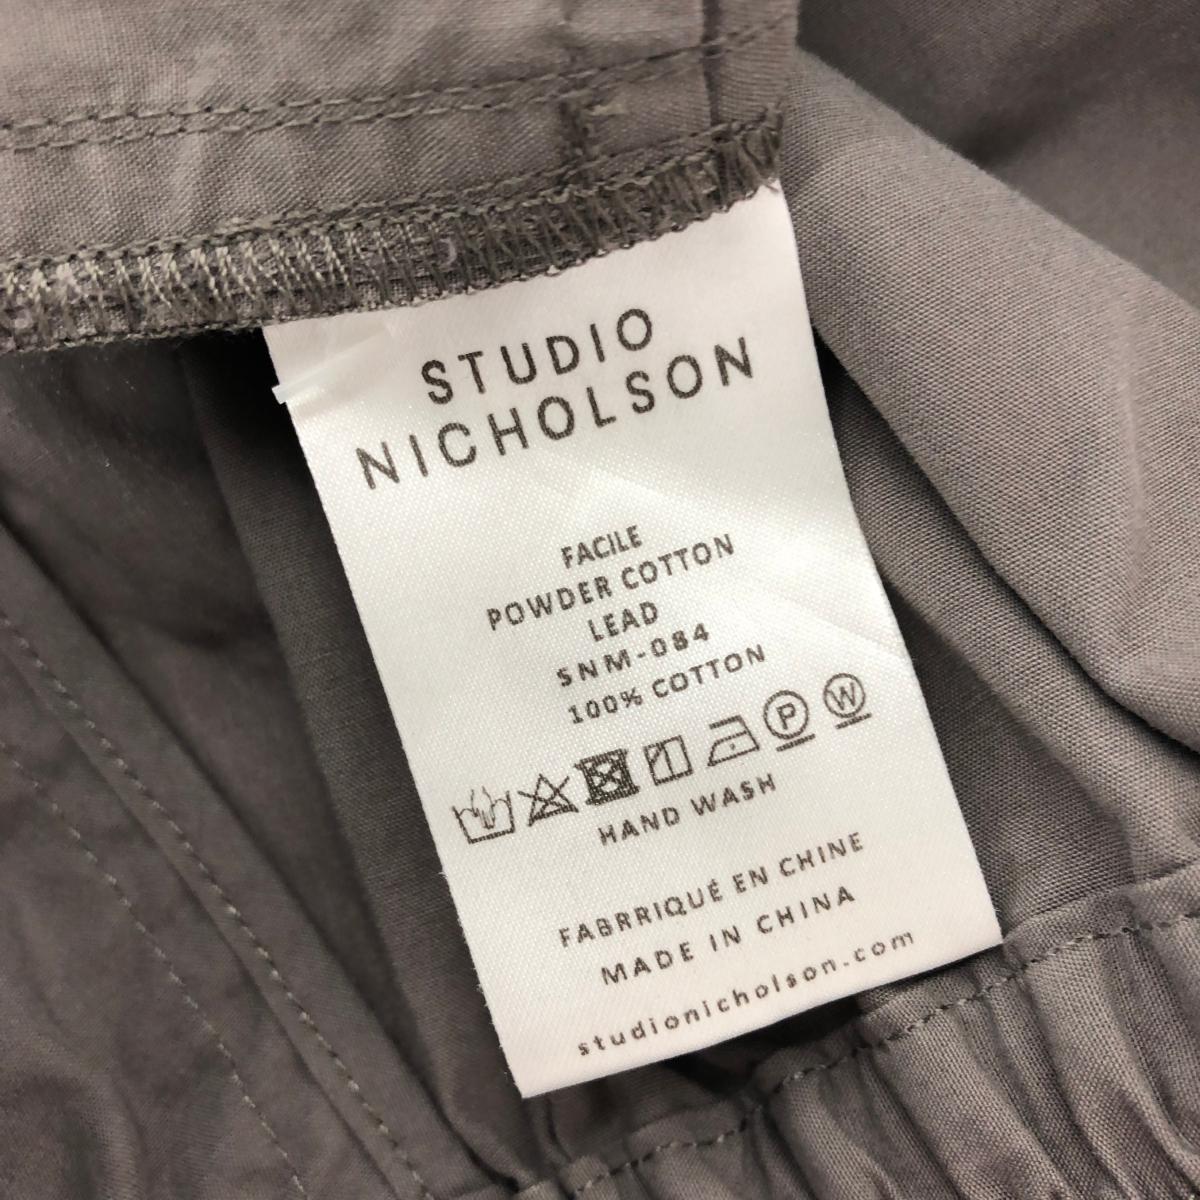 STUDIO
NICHOLSON
FACILE
POWDER COTTON
LEAD
SNM-084
100% COTTON
P W
HAND WASH
FABRRIQUÉ EN CHINE
MADE IN CHINA
studionicholson.com